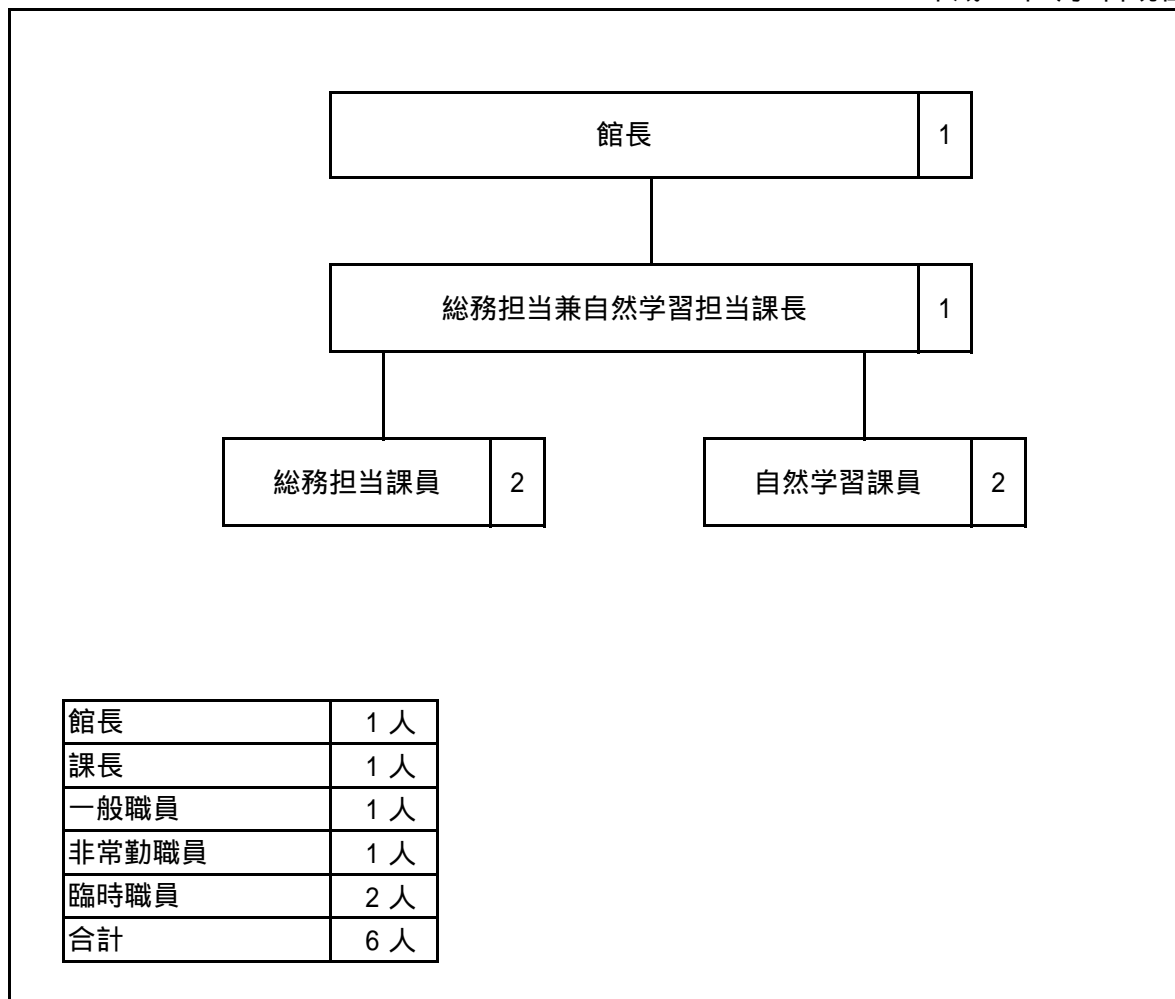 館長 1
総務担当兼自然学習担当課長 1
総務担当課員 2 自然学習課員 2
館長 1 人
課長 1 人
一般職員 1 人
非常勤職員 1 人
臨時職員 2 人
合計 6 人